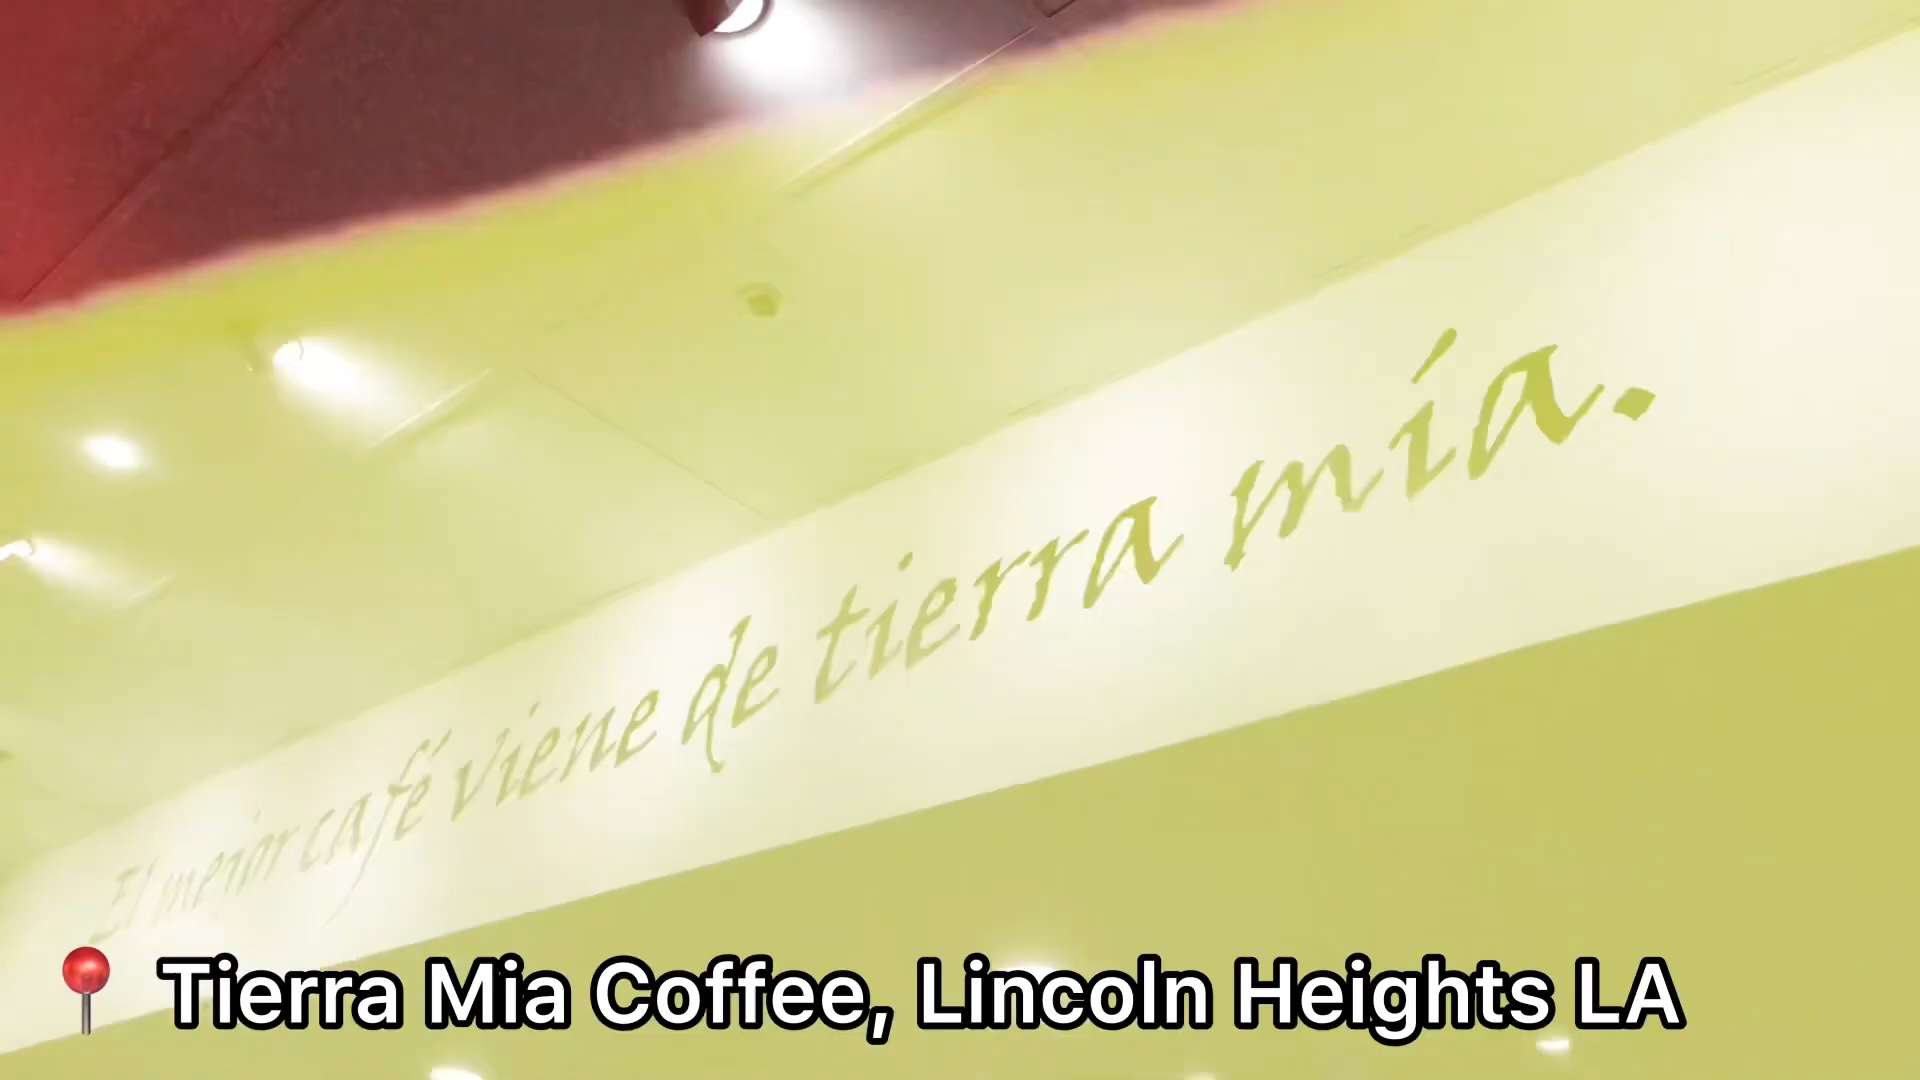 El mejor café viene de tierra mía.
📍 Tierra Mia Coffee, Lincoln Heights LA